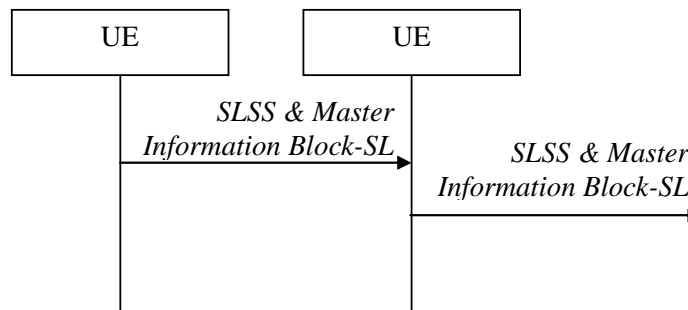 UE
UE
SLSS & Master
Information Block-SL
SLSS & Master
Information Block-SL